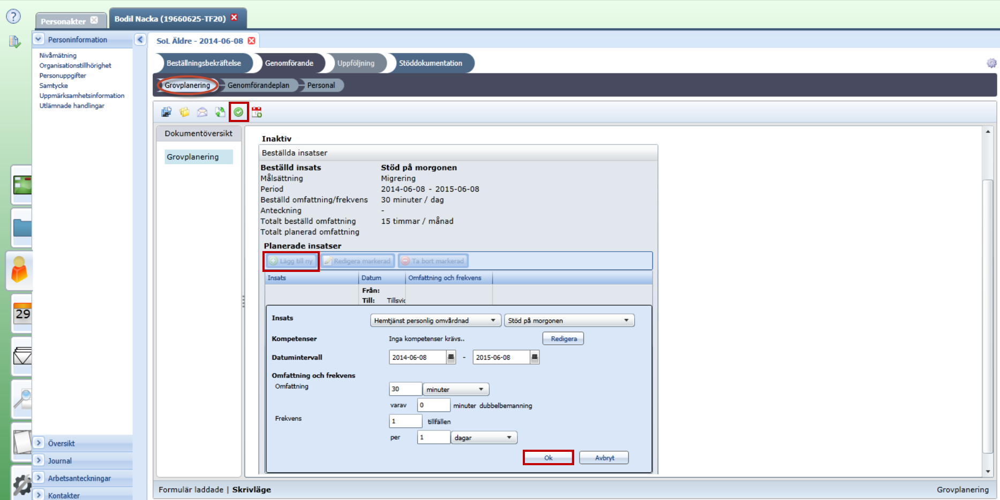 ?
Personakter
Bodil Nacka (19660625-TF20)
Personinformation
Nivåmätning
Organisationstillhörighet
Personuppgifter
Samtycke
Uppmärksamhetsinformation
Utlämnade handlingar
29
Översikt
Journal
Arbetsanteckningar
Kontakter
SoL Äldre - 2014-06-08
Beställningsbekräftelse Genomförande Uppföljning Stöddokumentation
Grovplanering Genomförandeplan Personal
Dokumentöversikt
Grovplanering
Inaktiv
Beställda insatser
Beställd insats Stöd på morgonen
Målsättning Migrering
Period 2014-06-08 - 2015-06-08
Beställd omfattning/frekvens 30 minuter / dag
Anteckning -
Totalt beställd omfattning 15 timmar / månad
Totalt planerad omfattning
Planerade insatser
Lägg till ny Redigera markerad Ta bort markerad
Insats Datum Omfattning och frekvens
Från:
Till: Tillsvic
Insats Hemtjänst personlig omvårdnad Stöd på morgonen
Kompetenser Inga kompetenser krävs.. Redigera
Datumintervall 2014-06-08 - 2015-06-08
Omfattning och frekvens
Omfattning 30 minuter
varav 0 minuter dubbelbemanning
Frekvens 1 tillfällen
per 1 dagar
Ok Avbryt
Formulär laddade | Skrivläge Grovplanering